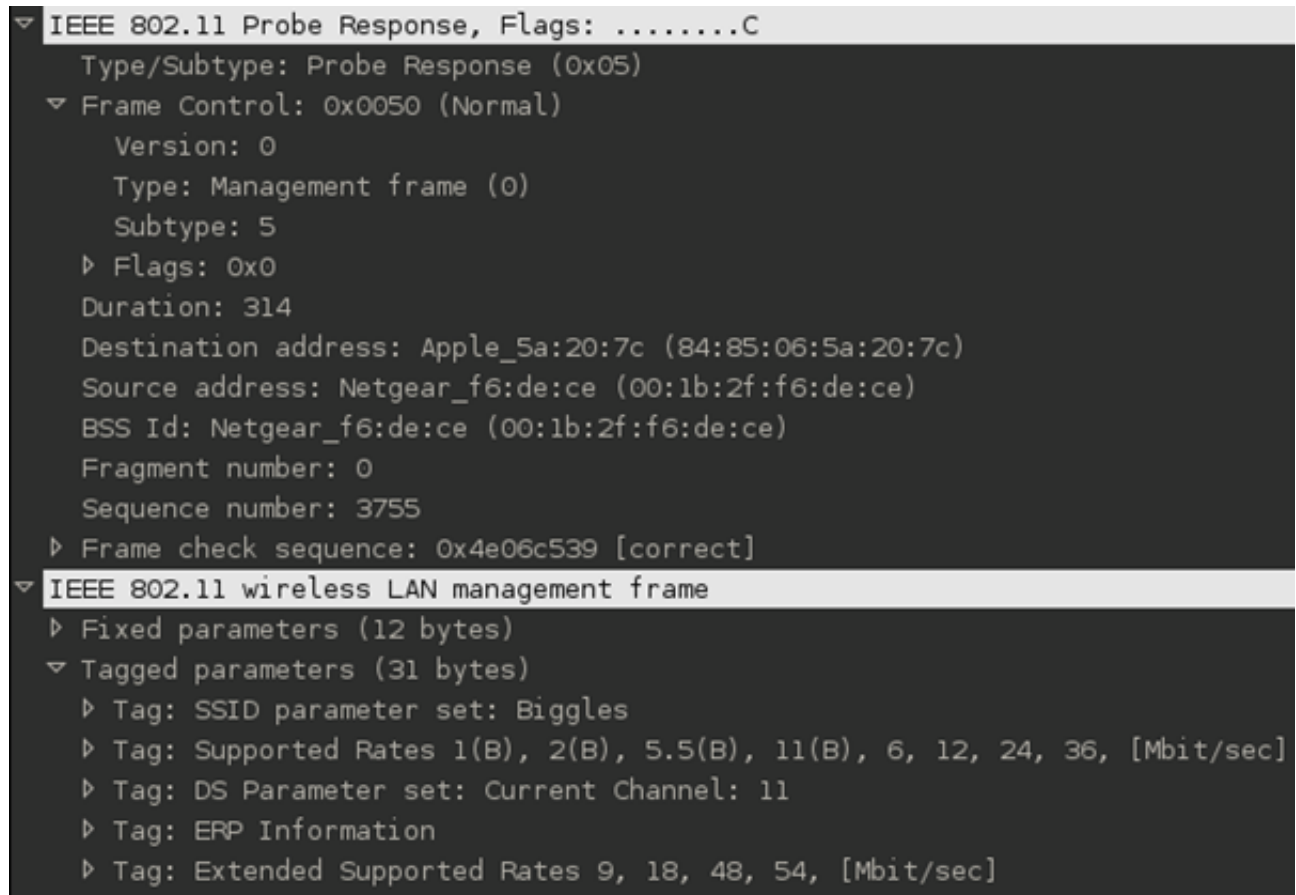 IEEE 802.11 Probe Response, Flags: ........C
Type/Subtype: Probe Response (0x05)
Frame Control: 0x0050 (Normal)
Version: 0
Type: Management frame (0)
Subtype: 5
Flags: 0x0
Duration: 314
Destination address: Apple_5a:20:7c (84:85:06:5a:20:7c)
Source address: Netgear_f6:de:ce (00:1b:2f:f6:de:ce)
BSS Id: Netgear_f6:de:ce (00:1b:2f:f6:de:ce)
Fragment number: 0
Sequence number: 3755
Frame check sequence: 0x4e06c539 [correct]
IEEE 802.11 wireless LAN management frame
Fixed parameters (12 bytes)
Tagged parameters (31 bytes)
Tag: SSID parameter set: Biggles
Tag: Supported Rates 1(B), 2(B), 5.5(B), 11(B), 6, 12, 24, 36, [Mbit/sec]
Tag: DS Parameter set: Current Channel: 11
Tag: ERP Information
Tag: Extended Supported Rates 9, 18, 48, 54, [Mbit/sec]